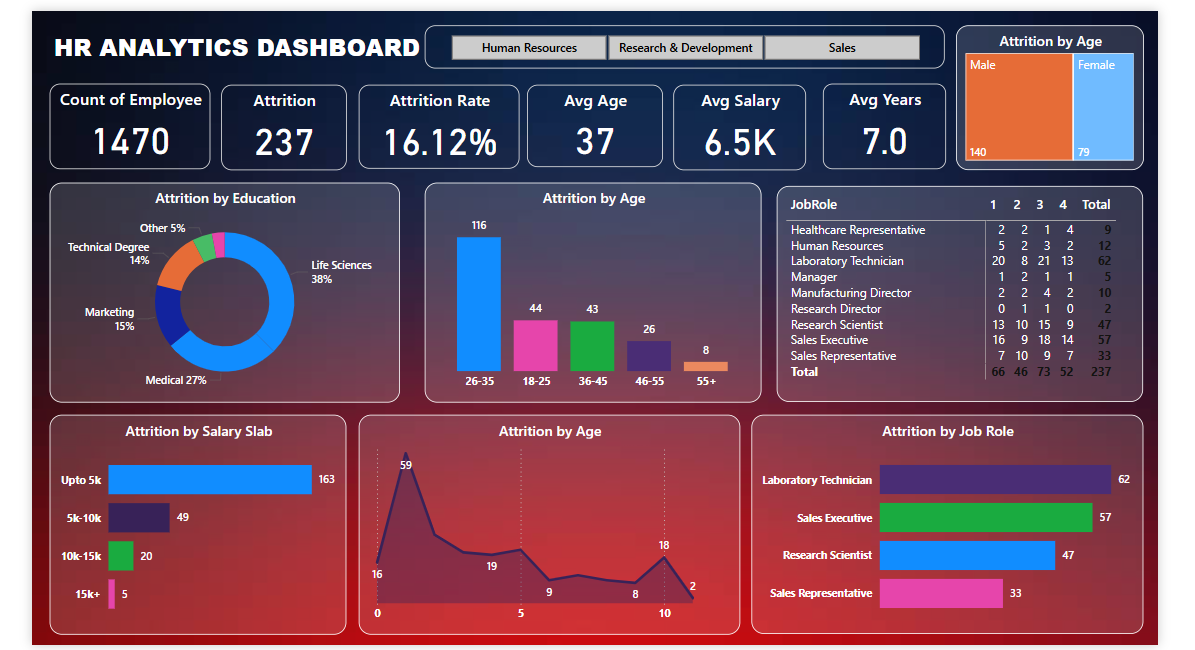 HR ANALYTICS DASHBOARD
Human Resources
Research & Development
Sales
Attrition by Age
Male
Female
140
79
Count of Employee
1470
Attrition
237
Attrition Rate
16.12%
Avg Age
37
Avg Salary
6.5K
Avg Years
7.0
Attrition by Education
Other 5%
Technical Degree
14%
Life Sciences
38%
Marketing
15%
Medical 27%
Attrition by Age
116
44
43
26
8
26-35
18-25
36-45
46-55
55+
JobRole 1 2 3 4 Total
Healthcare Representative 2 2 1 4 9
Human Resources 5 2 3 2 12
Laboratory Technician 20 8 21 13 62
Manager 1 2 1 1 5
Manufacturing Director 2 2 4 2 10
Research Director 0 1 1 0 2
Research Scientist 13 10 15 9 47
Sales Executive 16 9 18 14 57
Sales Representative 7 10 9 7 33
Total 66 46 73 52 237
Attrition by Salary Slab
Upto 5k 163
5k-10k 49
10k-15k 20
15k+ 5
Attrition by Age
59
16
19
9
8
18
2
0
5
10
Attrition by Job Role
Laboratory Technician 62
Sales Executive 57
Research Scientist 47
Sales Representative 33